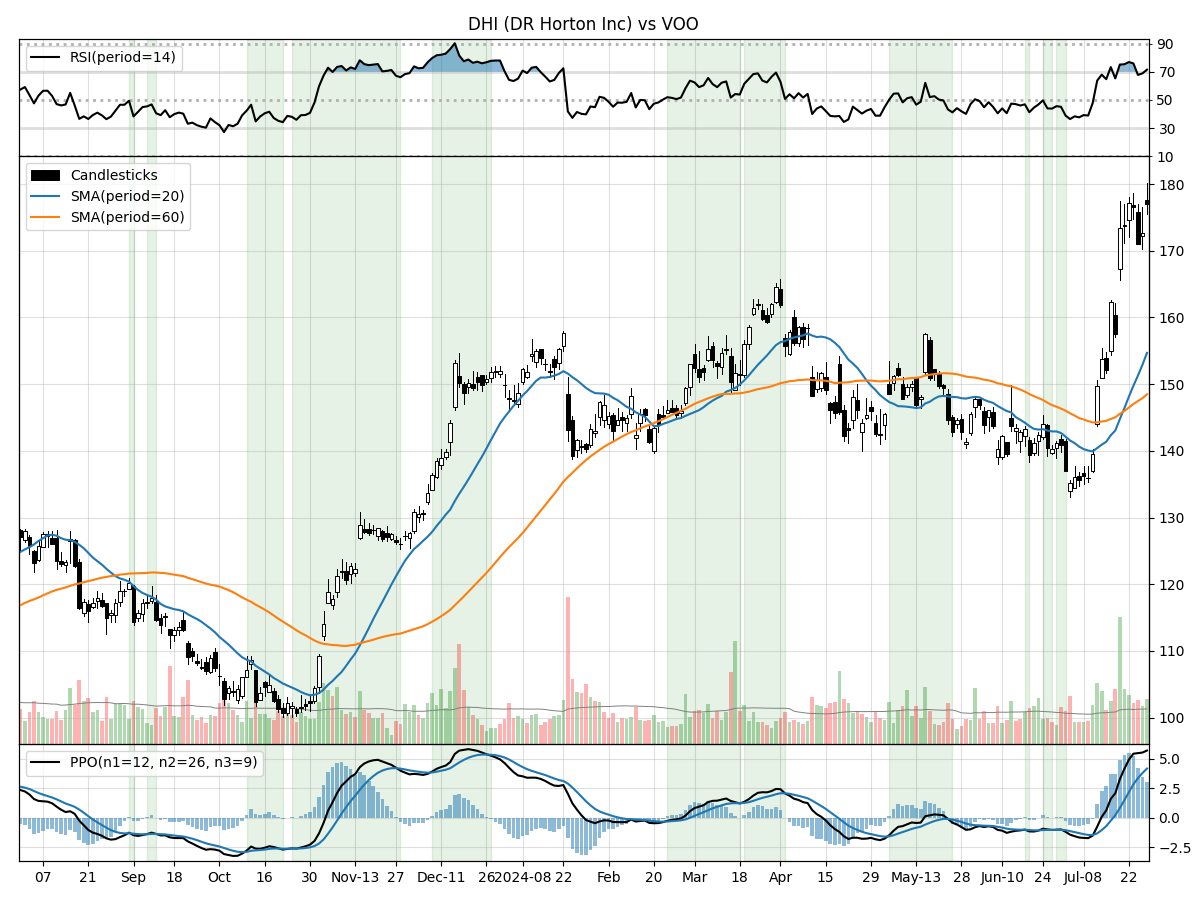 DHI (DR Horton Inc) vs VOO
RSI(period=14)
90
70
50
30
10
Candlesticks
SMA(period=20)
SMA(period=60)
180
170
160
150
140
130
120
110
100
PPO(n1=12, n2=26, n3=9)
5.0
2.5
0.0
−2.5
07 21 Sep 18 Oct 16 30 Nov-13 27 Dec-11 26 2024-08 22 Feb 20 Mar 18 Apr 15 29 May-13 28 Jun-10 24 Jul-08 22